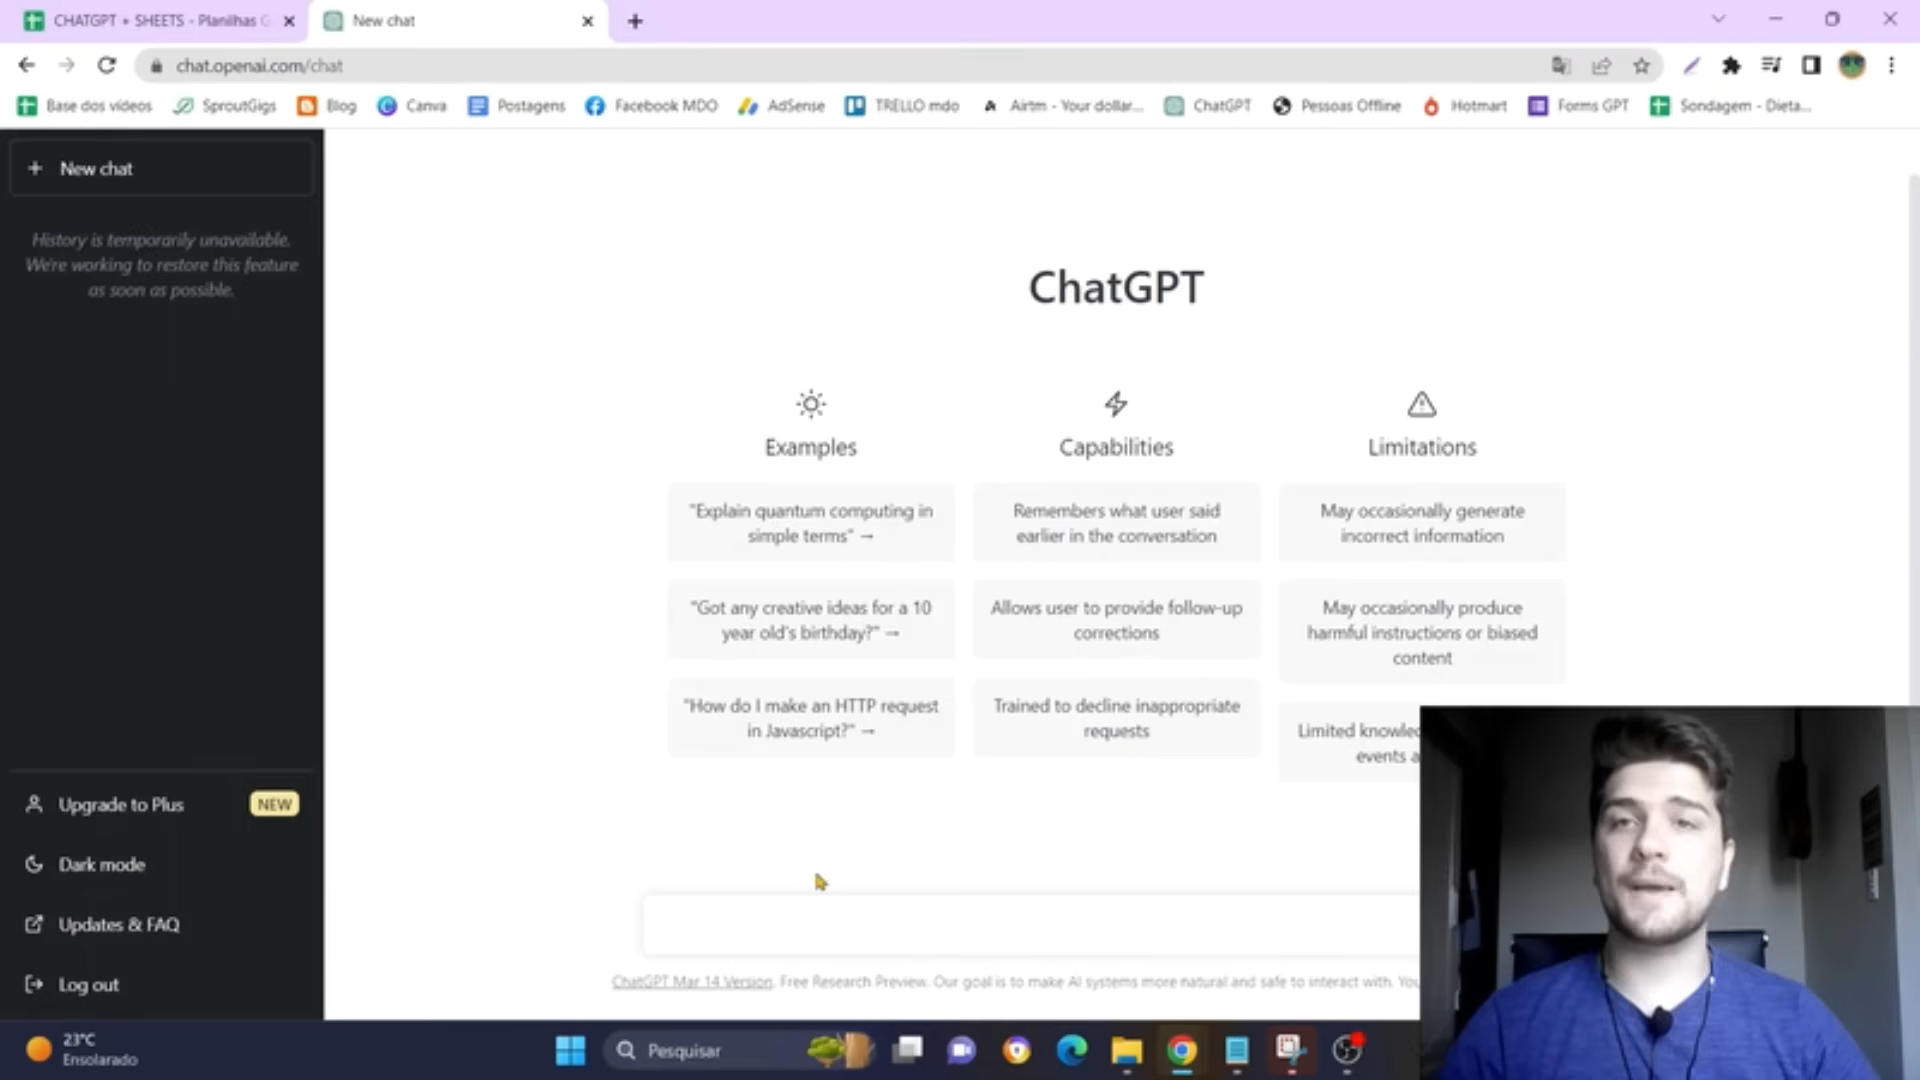 CHATGPT + SHEETS - Planilhas G
New chat
chat.openai.com/chat
Base dos vídeos
SproutGigs
Blog
Canva
Postagens
Facebook MDO
AdSense
TRELLO mdo
Airtm - Your dollar...
ChatGPT
Pessoas Offline
Hotmart
Forms GPT
Sondagem - Dieta...
New chat
History is temporarily unavailable.
We're working to restore this feature
as soon as possible.
ChatGPT
Examples
"Explain quantum computing in
simple terms" →
"Got any creative ideas for a 10
year old's birthday?" →
"How do I make an HTTP request
in Javascript?" →
Capabilities
Remembers what user said
earlier in the conversation
Allows user to provide follow-up
corrections
Trained to decline inappropriate
requests
Limitations
May occasionally generate
incorrect information
May occasionally produce
harmful instructions or biased
content
Limited
events
Upgrade to Plus
NEW
Dark mode
Updates & FAQ
Log out
ChatGPT Mar 14 Version. Free Research Preview. Our goal is to make AI systems more natural and safe to interact with.
23°C
Ensolarado
Pesquisar